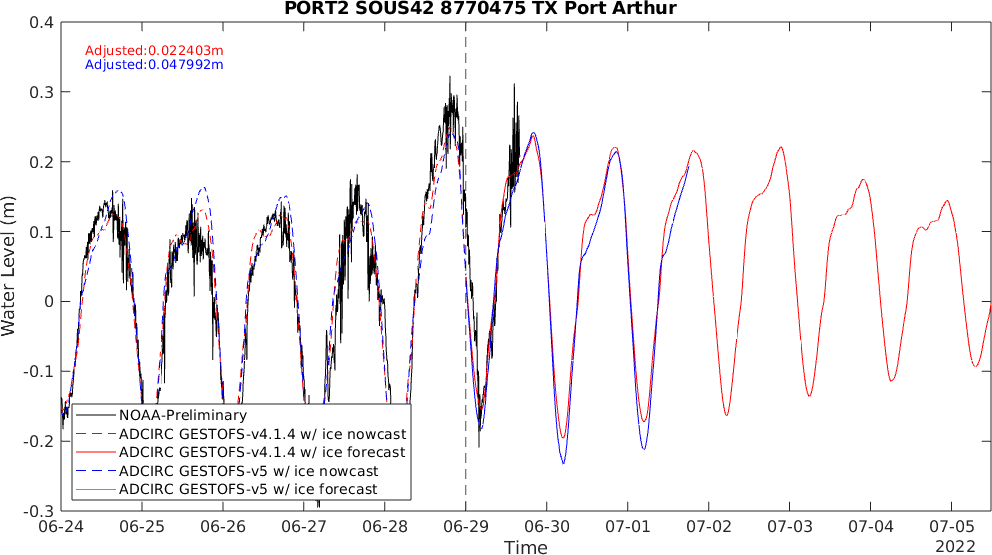 PORT2 SOUS42 8770475 TX Port Arthur
Adjusted:0.022403m
Adjusted:0.047992m
0.4
0.3
0.2
0.1
0
-0.1
-0.2
-0.3
Water Level (m)
NOAA-Preliminary
ADCIRC GESTOFS-v4.1.4 w/ ice nowcast
ADCIRC GESTOFS-v4.1.4 w/ ice forecast
ADCIRC GESTOFS-v5 w/ ice nowcast
ADCIRC GESTOFS-v5 w/ ice forecast
06-24 06-25 06-26 06-27 06-28 06-29 06-30 07-01 07-02 07-03 07-04 07-05
Time
2022